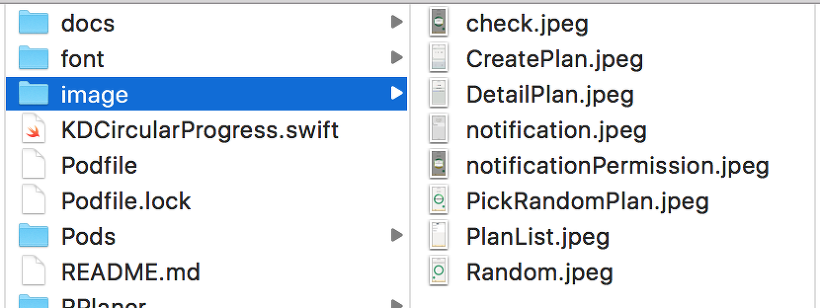 docs
font
image
KDCircularProgress.swift
Podfile
Podfile.lock
Pods
README.md
check.jpeg
CreatePlan.jpeg
DetailPlan.jpeg
notification.jpeg
notificationPermission.jpeg
PickRandomPlan.jpeg
PlanList.jpeg
Random.jpeg